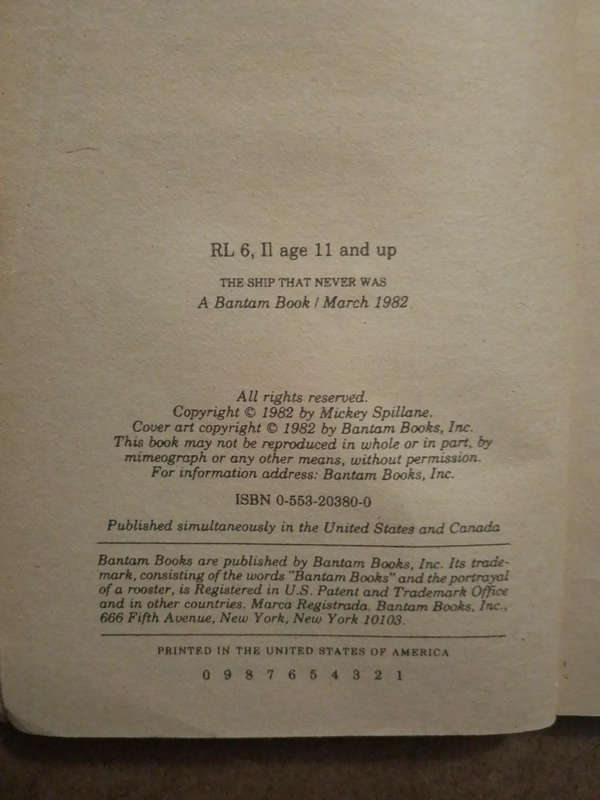 RL 6, Il age 11 and up
THE SHIP THAT NEVER WAS
A Bantam Book / March 1982
All rights reserved.
Copyright © 1982 by Mickey Spillane.
Cover art copyright © 1982 by Bantam Books, Inc.
This book may not be reproduced in whole or in part, by
mimeograph or any other means, without permission.
For information address: Bantam Books, Inc.
ISBN 0-553-20380-0
Published simultaneously in the United States and Canada
Bantam Books are published by Bantam Books, Inc. Its trade-
mark, consisting of the words "Bantam Books" and the portrayal
of a rooster, is Registered in U.S. Patent and Trademark Office
and in other countries. Marca Registrada. Bantam Books, Inc.,
666 Fifth Avenue, New York, New York 10103.
PRINTED IN THE UNITED STATES OF AMERICA
0 9 8 7 6 5 4 3 2 1